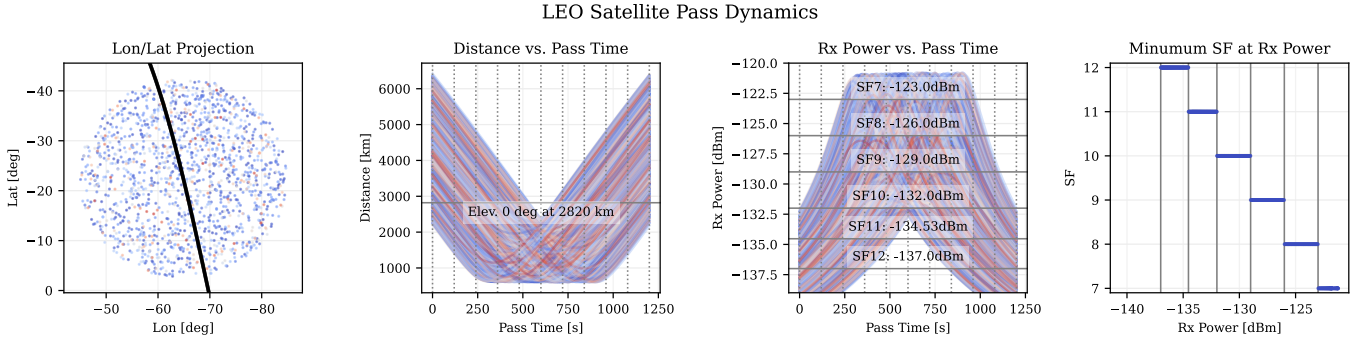 LEO Satellite Pass Dynamics
Lon/Lat Projection
−40
−30
−20
−10
0
Lat [deg]
−50
−60
−70
−80
Lon [deg]
Distance vs. Pass Time
6000
5000
4000
3000
2000
1000
Distance [km]
Elev. 0 deg at 2820 km
0
250
500
750
1000
1250
Pass Time [s]
Rx Power vs. Pass Time
−120.0
−122.5
−125.0
−127.5
−130.0
−132.5
−135.0
−137.5
Rx Power [dBm]
SF7: -123.0dBm
SF8: -126.0dBm
SF9: -129.0dBm
SF10: -132.0dBm
SF11: -134.53dBm
SF12: -137.0dBm
0
250
500
750
1000
1250
Pass Time [s]
Minumum SF at Rx Power
12
11
10
9
8
7
SF
−140
−135
−130
−125
Rx Power [dBm]